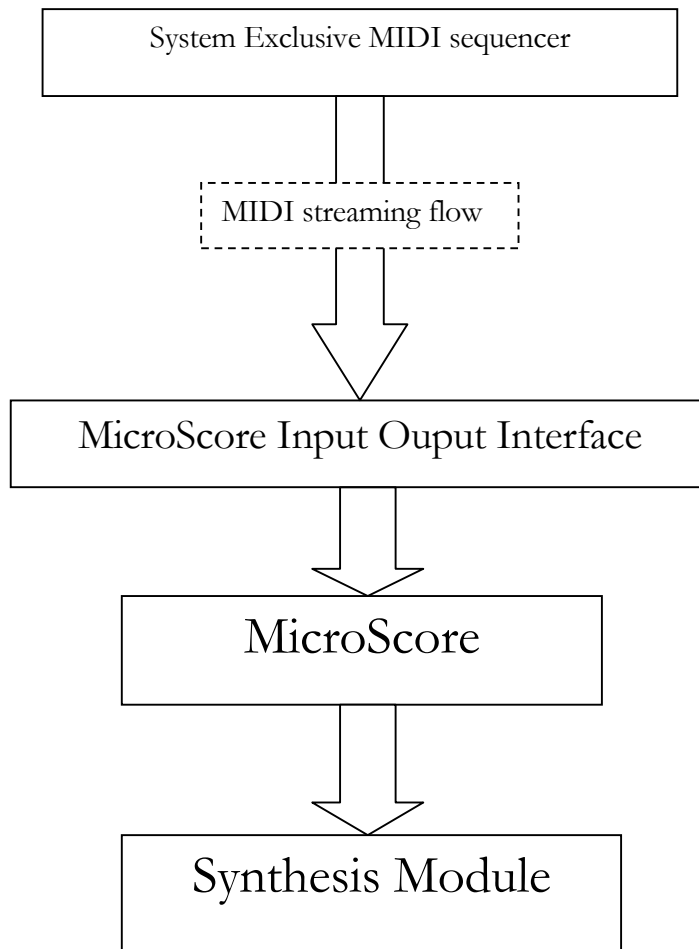 System Exclusive MIDI sequencer
MIDI streaming flow
MicroScore Input Ouput Interface
MicroScore
Synthesis Module